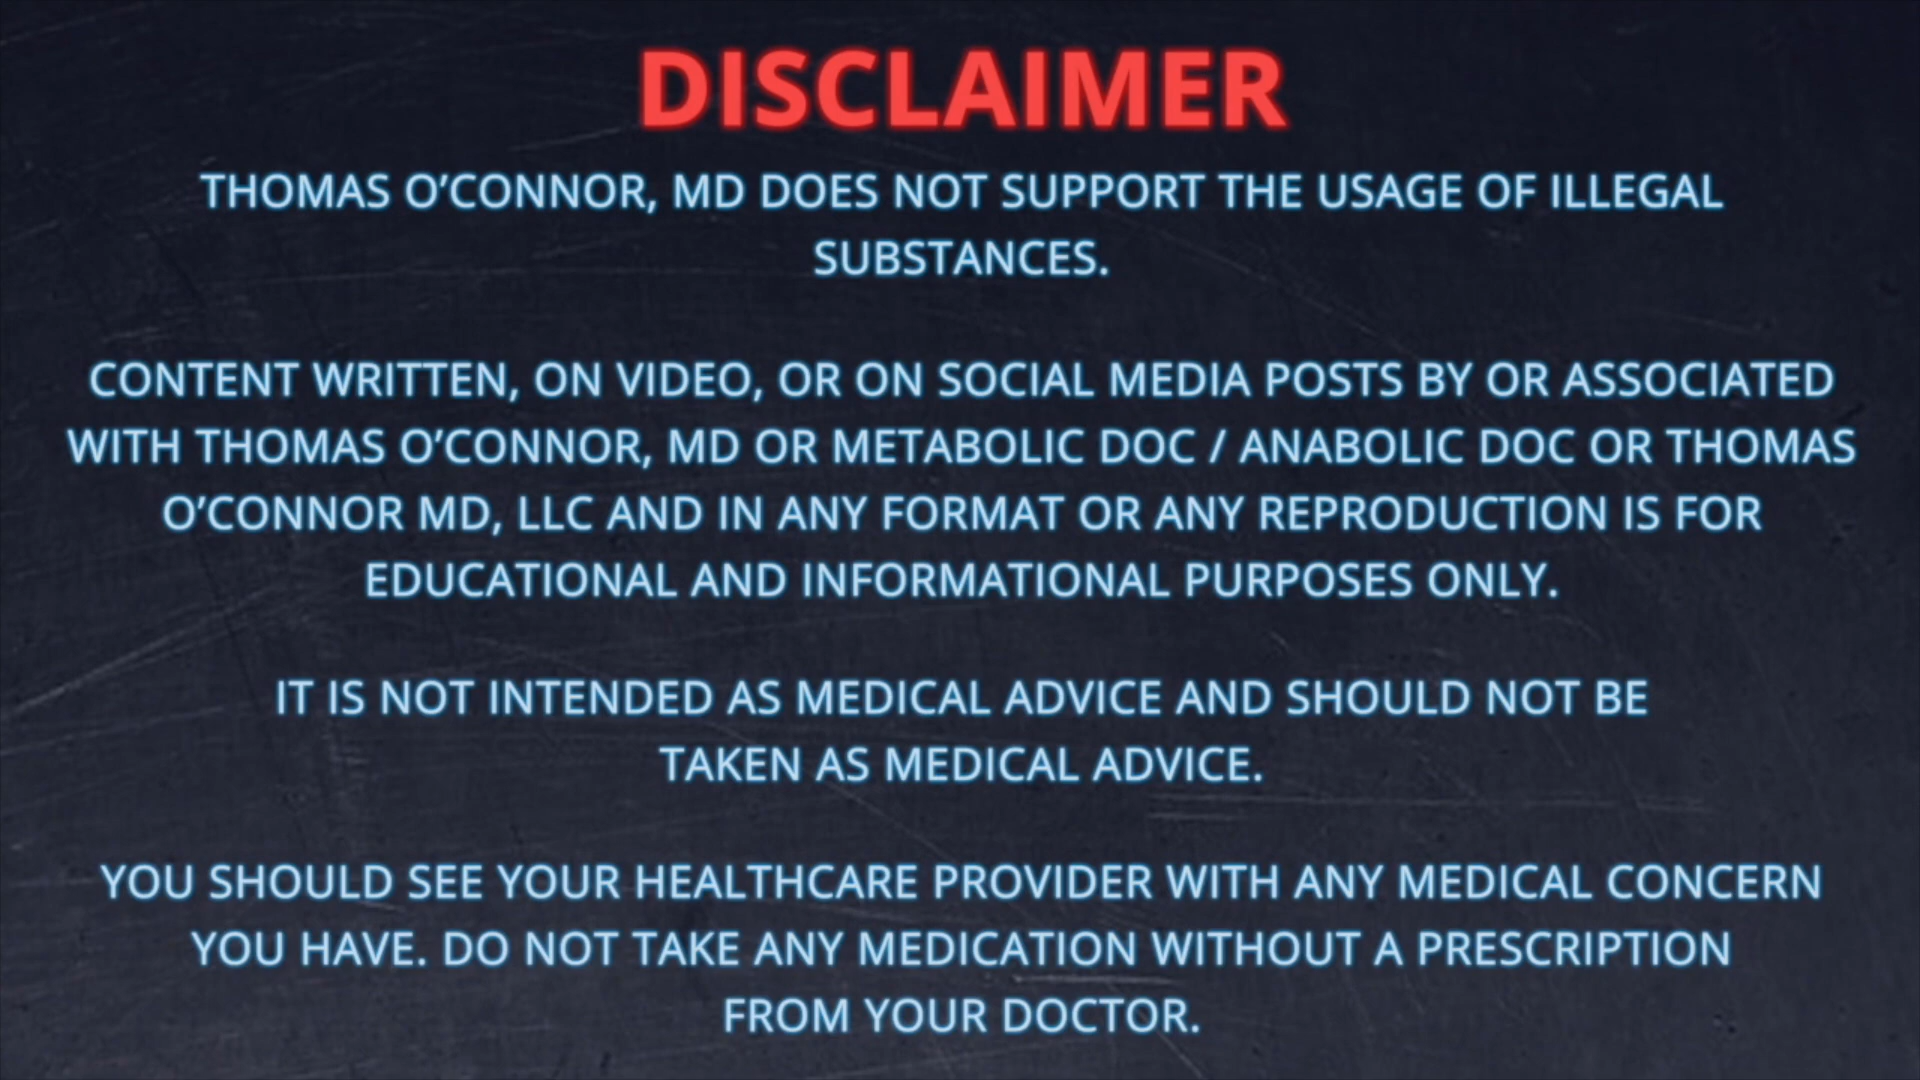 DISCLAIMER
THOMAS O’CONNOR, MD DOES NOT SUPPORT THE USAGE OF ILLEGAL
SUBSTANCES.
CONTENT WRITTEN, ON VIDEO, OR ON SOCIAL MEDIA POSTS BY OR ASSOCIATED
WITH THOMAS O’CONNOR, MD OR METABOLIC DOC / ANABOLIC DOC OR THOMAS
O’CONNOR MD, LLC AND IN ANY FORMAT OR ANY REPRODUCTION IS FOR
EDUCATIONAL AND INFORMATIONAL PURPOSES ONLY.
IT IS NOT INTENDED AS MEDICAL ADVICE AND SHOULD NOT BE
TAKEN AS MEDICAL ADVICE.
YOU SHOULD SEE YOUR HEALTHCARE PROVIDER WITH ANY MEDICAL CONCERN
YOU HAVE. DO NOT TAKE ANY MEDICATION WITHOUT A PRESCRIPTION
FROM YOUR DOCTOR.